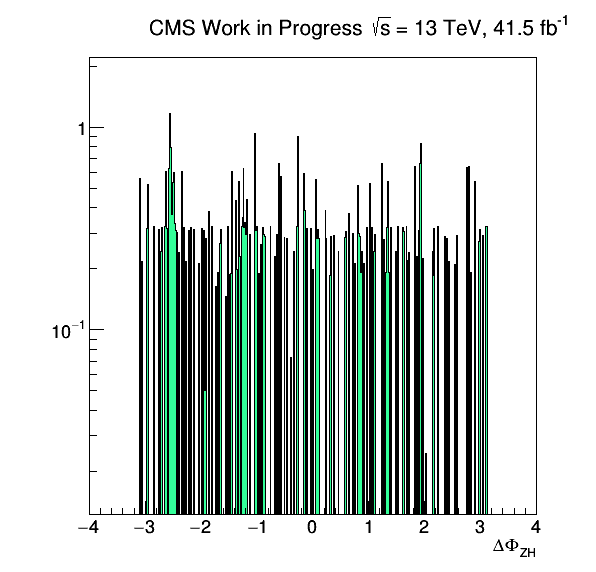 CMS Work in Progress √s = 13 TeV, 41.5 fb⁻¹
1
10⁻¹
−4 −3 −2 −1 0 1 2 3 4
ΔΦ_ZH